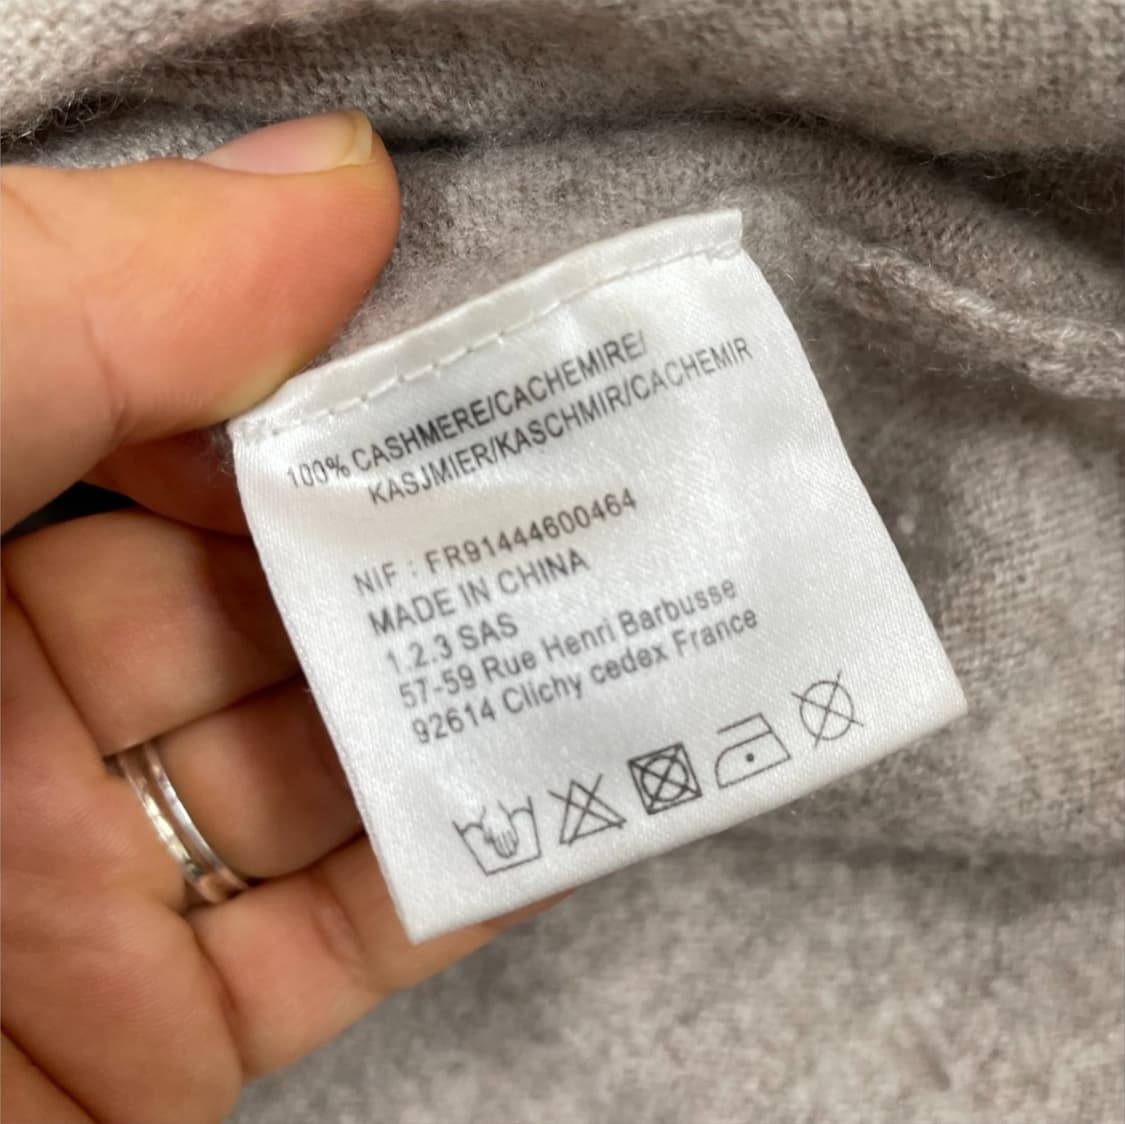 100% CASHMERE/CACHEMIRE/
KASJMIER/KASCHMIR/CACHEMIR
NIF : FR91444600464
MADE IN CHINA
1.2.3 SAS
57-59 Rue Henri Barbusse
92614 Clichy cedex France